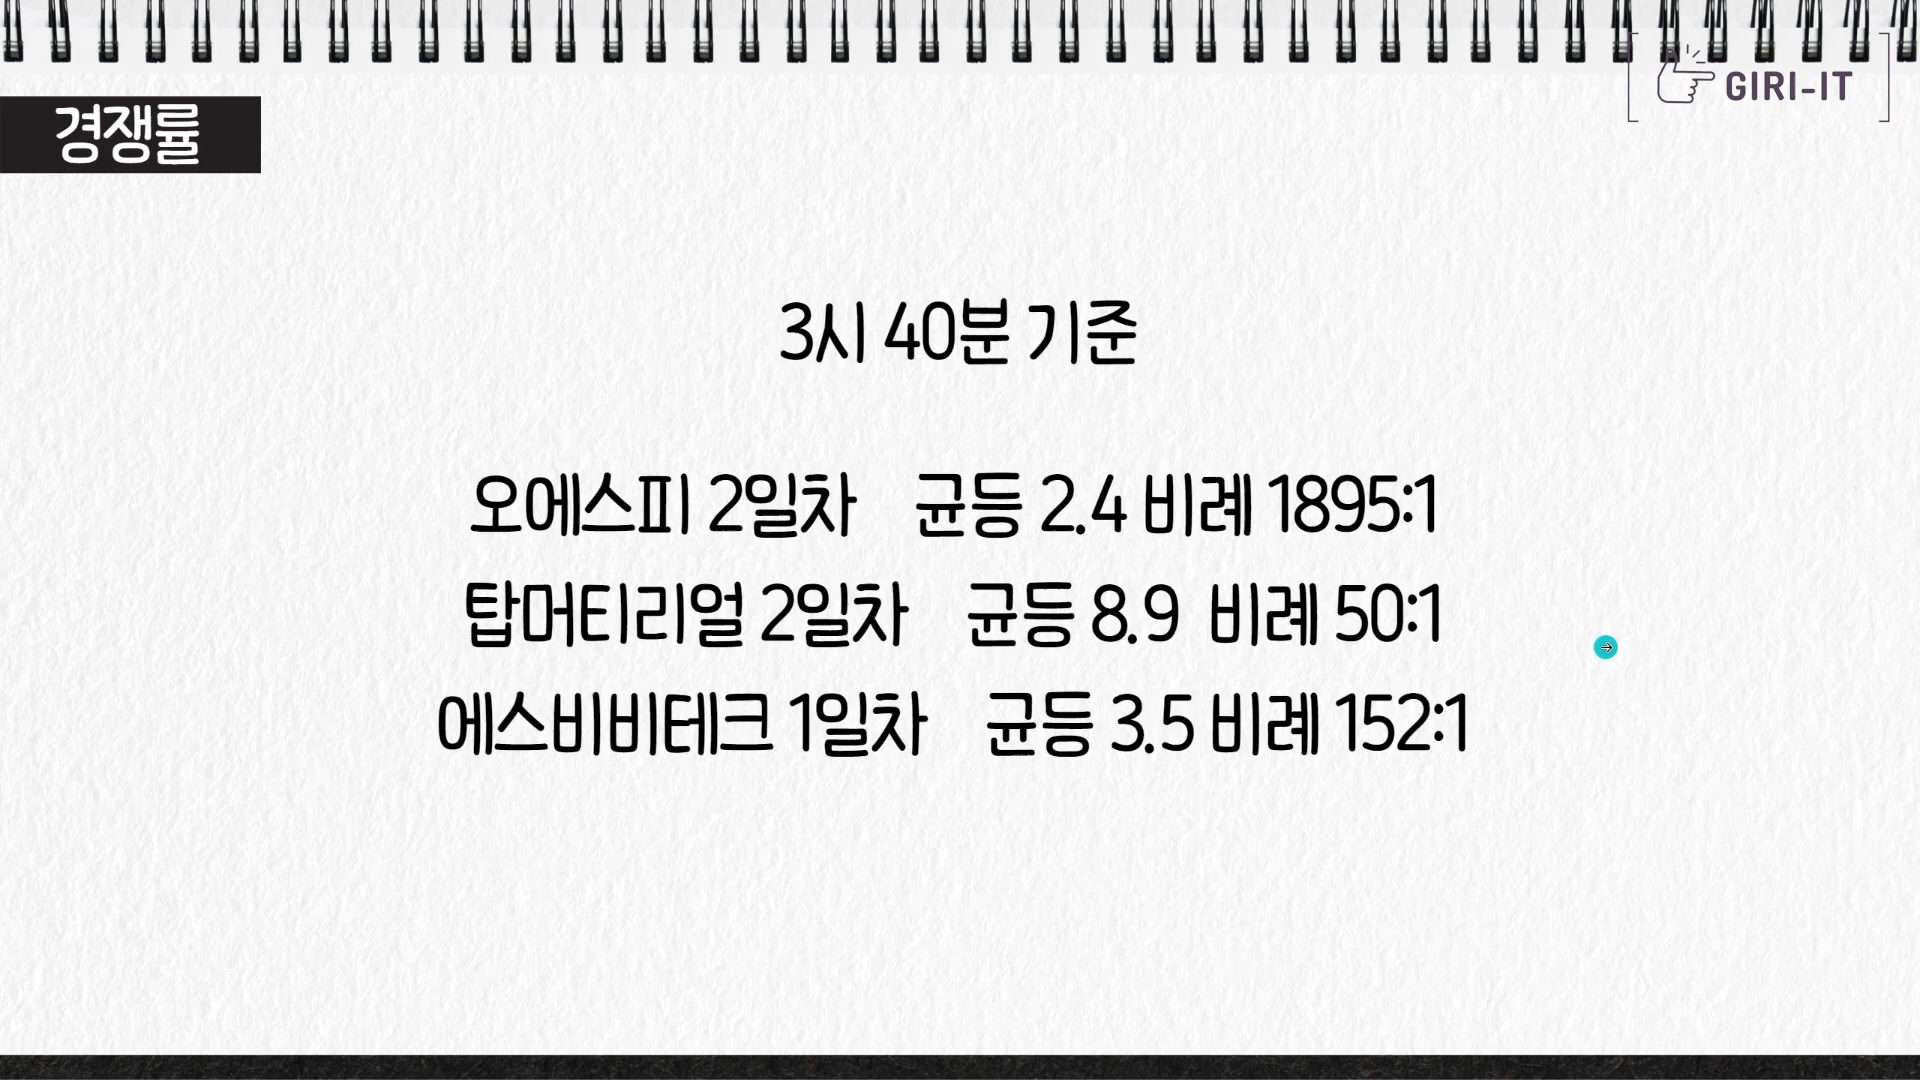 GIRI-IT
경쟁률
3시 40분 기준
오에스피 2일차 균등 2.4 비례 1895:1
탑머티리얼 2일차 균등 8.9 비례 50:1
에스비비테크 1일차 균등 3.5 비례 152:1